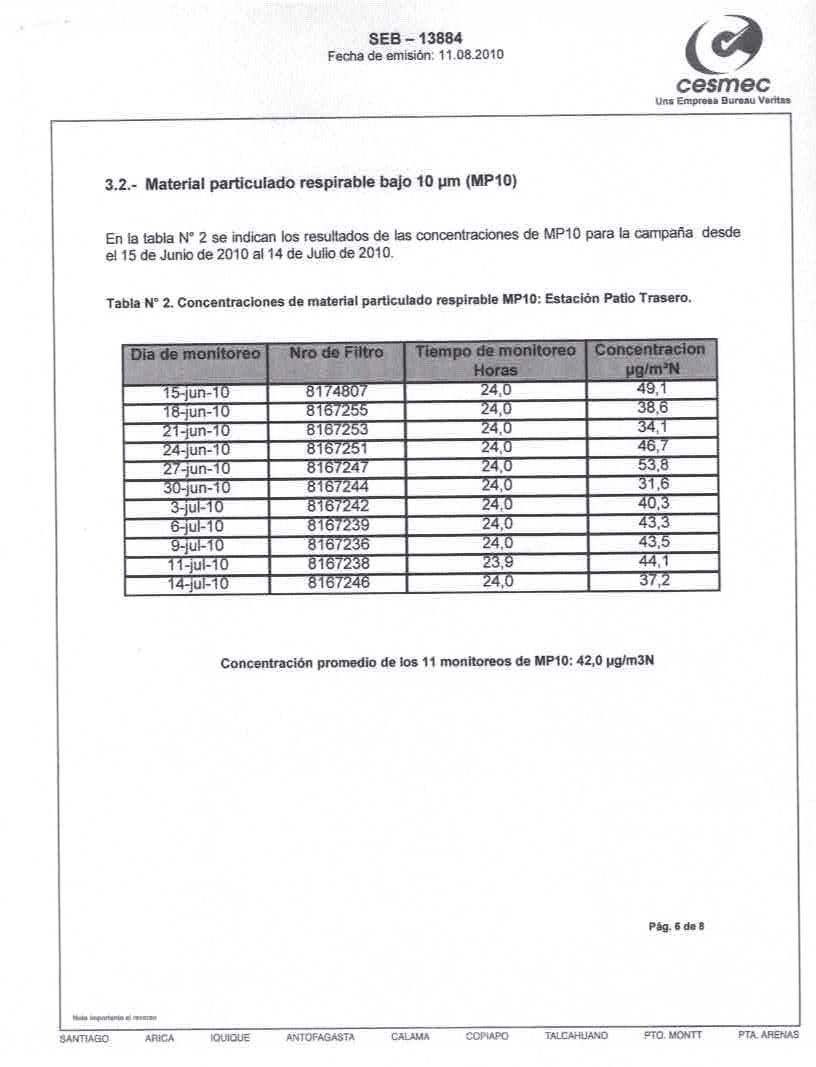 SEB – 13884
Fecha de emisión: 11.08.2010
cesmec
Una Empresa Bureau Veritas
3.2.- Material particulado respirable bajo 10 µm (MP10)
En la tabla N° 2 se indican los resultados de las concentraciones de MP10 para la campaña desde
el 15 de Junio de 2010 al 14 de Julio de 2010.
Tabla N° 2. Concentraciones de material particulado respirable MP10: Estación Patio Trasero.
Dia de monitoreo Nro de Filtro Tiempo de monitoreo Concentracion
Horas µg/m³N
15-jun-10 8174807 24,0 49,1
18-jun-10 8167255 24,0 38,6
21-jun-10 8167253 24,0 34,1
24-jun-10 8167251 24,0 46,7
27-jun-10 8167247 24,0 53,8
30-jun-10 8167244 24,0 31,6
3-jul-10 8167242 24,0 40,3
6-jul-10 8167239 24,0 43,3
9-jul-10 8167236 24,0 43,5
11-jul-10 8167238 23,9 44,1
14-jul-10 8167246 24,0 37,2
Concentración promedio de los 11 monitoreos de MP10: 42,0 µg/m3N
Pág. 6 de 8
Nota importante al reverso
SANTIAGO ARICA IQUIQUE ANTOFAGASTA CALAMA COPIAPO TALCAHUANO PTO. MONTT PTA. ARENAS